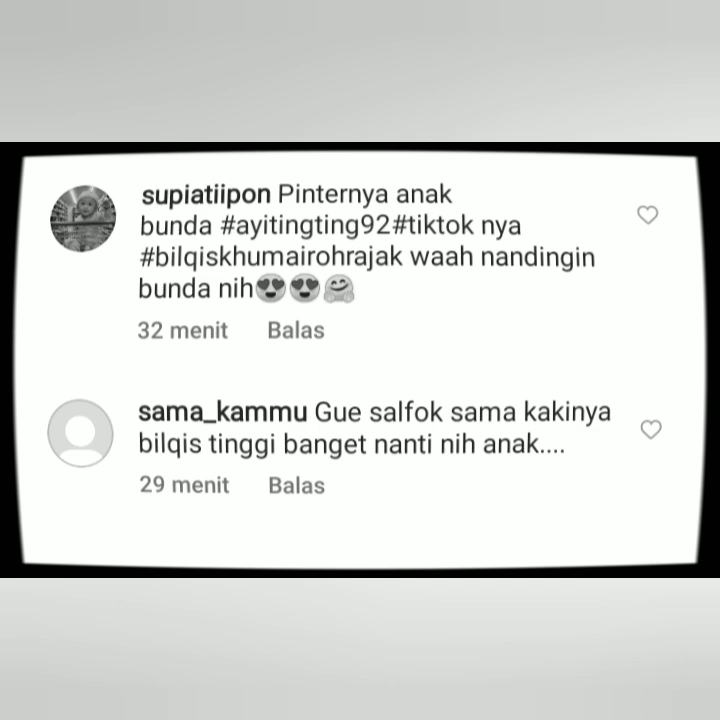 supiatiipon Pinternya anak
bunda #ayitingting92#tiktok nya
#bilqiskhumairohrajak waah nandingin
bunda nih😍😍🤗
32 menit Balas
sama_kammu Gue salfok sama kakinya
bilqis tinggi banget nanti nih anak....
29 menit Balas